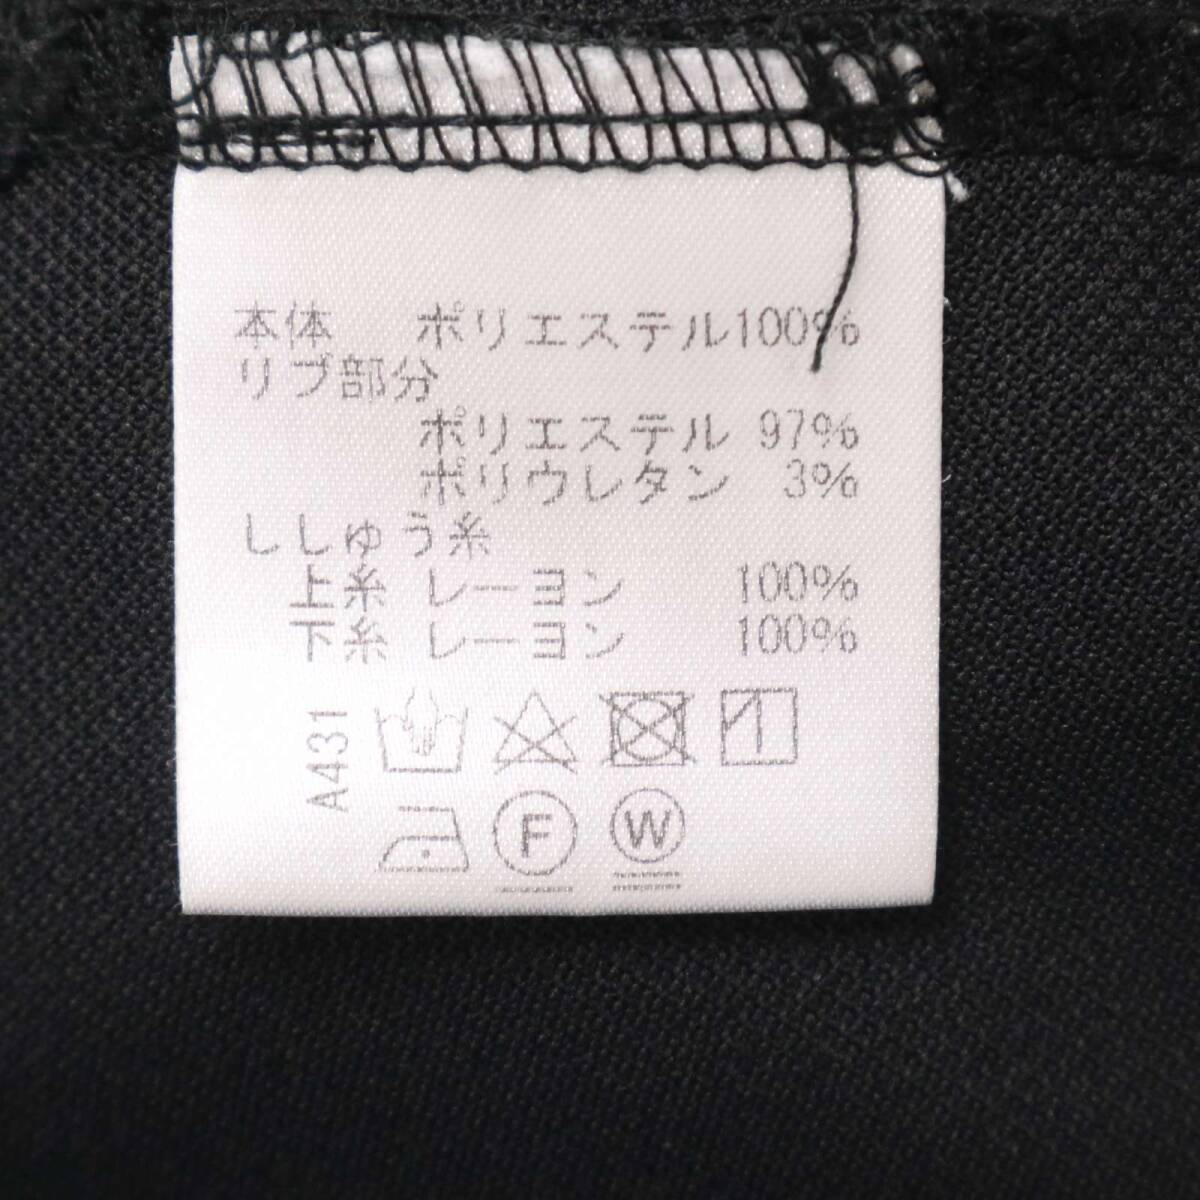 本体 ポリエステル100%
リブ部分
ポリエステル 97%
ポリウレタン 3%
ししゅう糸
上糸 レーヨン 100%
下糸 レーヨン 100%
A431
F W